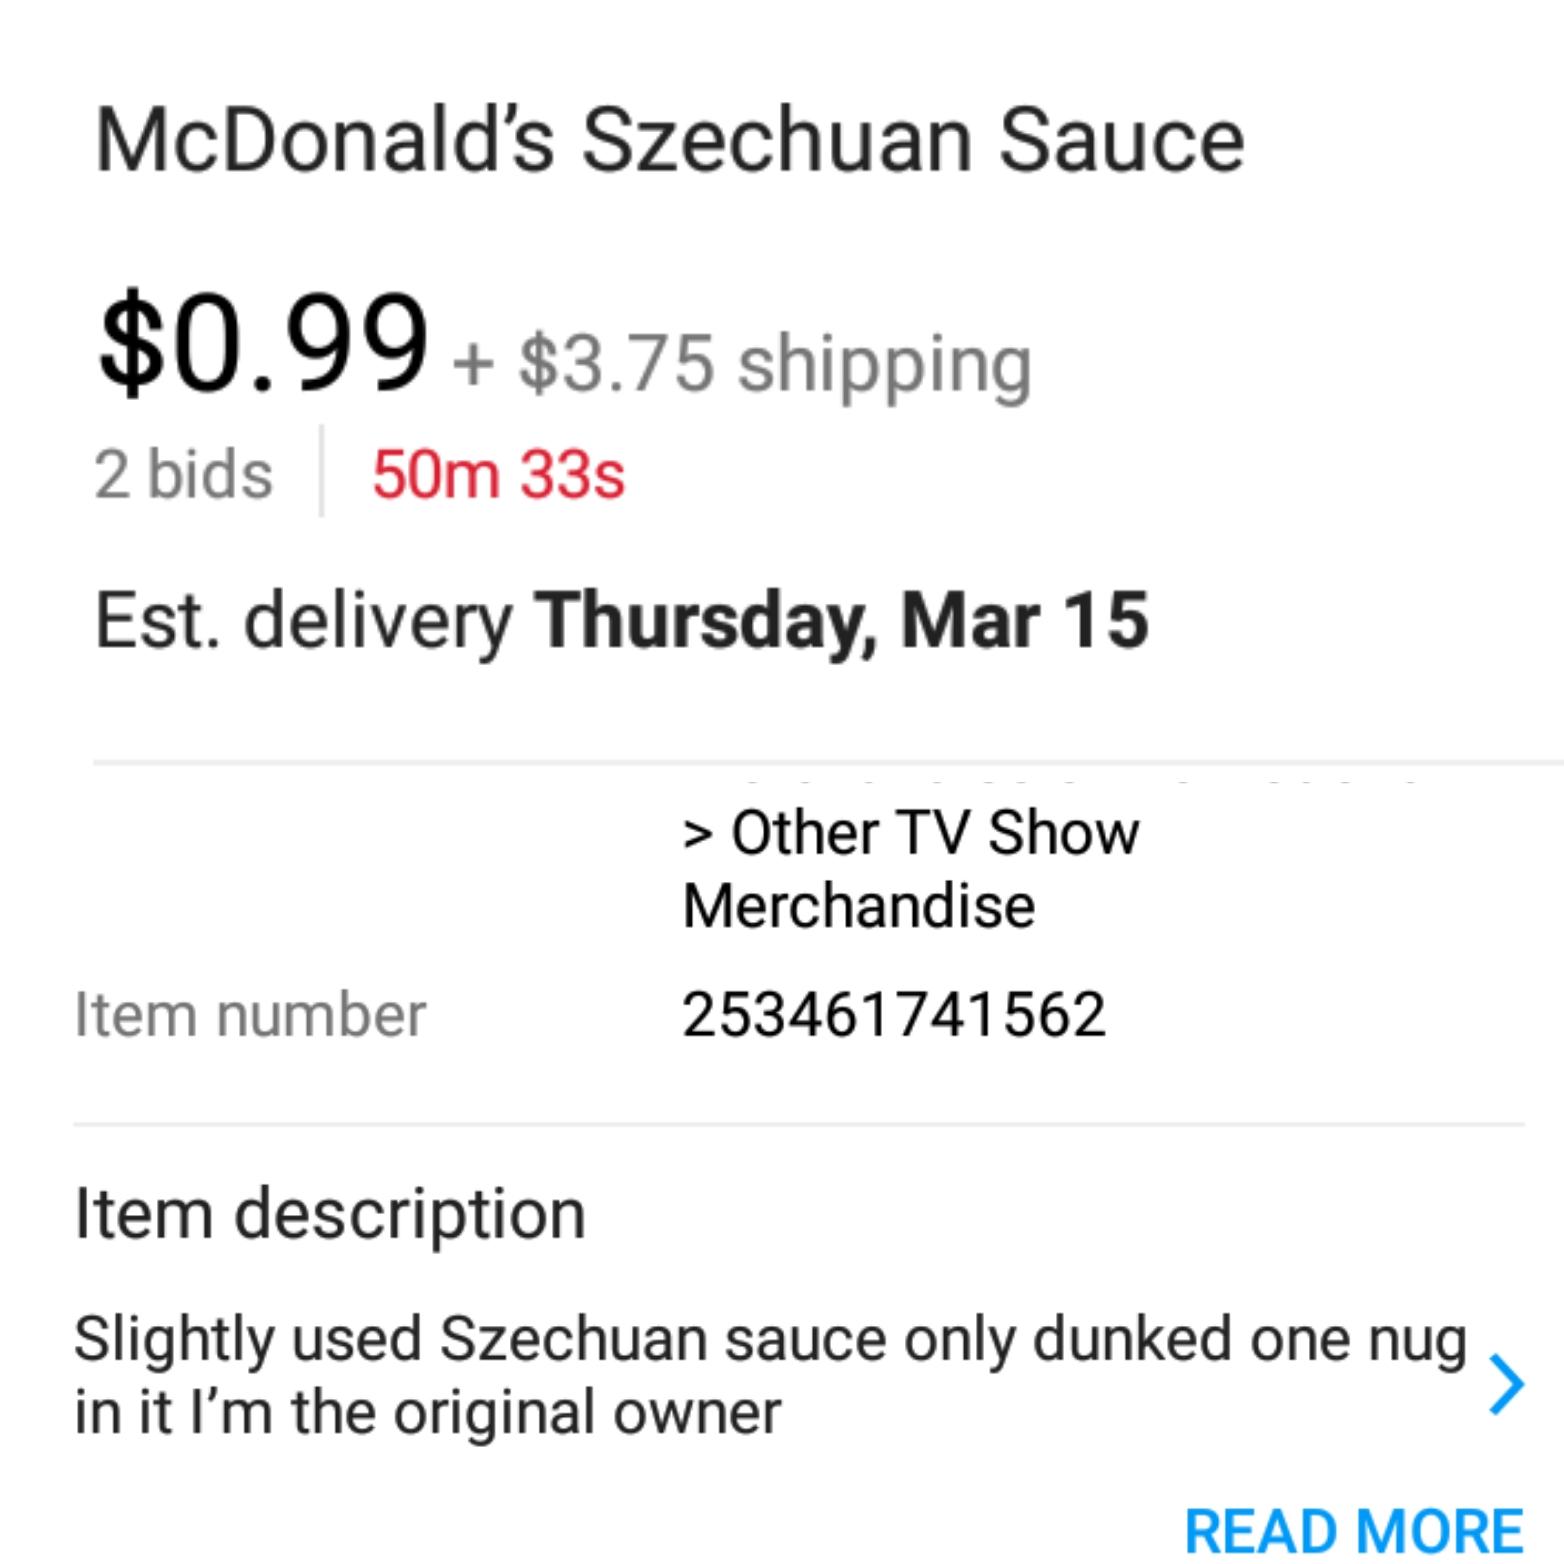 McDonald’s Szechuan Sauce
$0.99 + $3.75 shipping
2 bids 50m 33s
Est. delivery Thursday, Mar 15
> Other TV Show
Merchandise
Item number 253461741562
Item description
Slightly used Szechuan sauce only dunked one nug
in it I’m the original owner
READ MORE